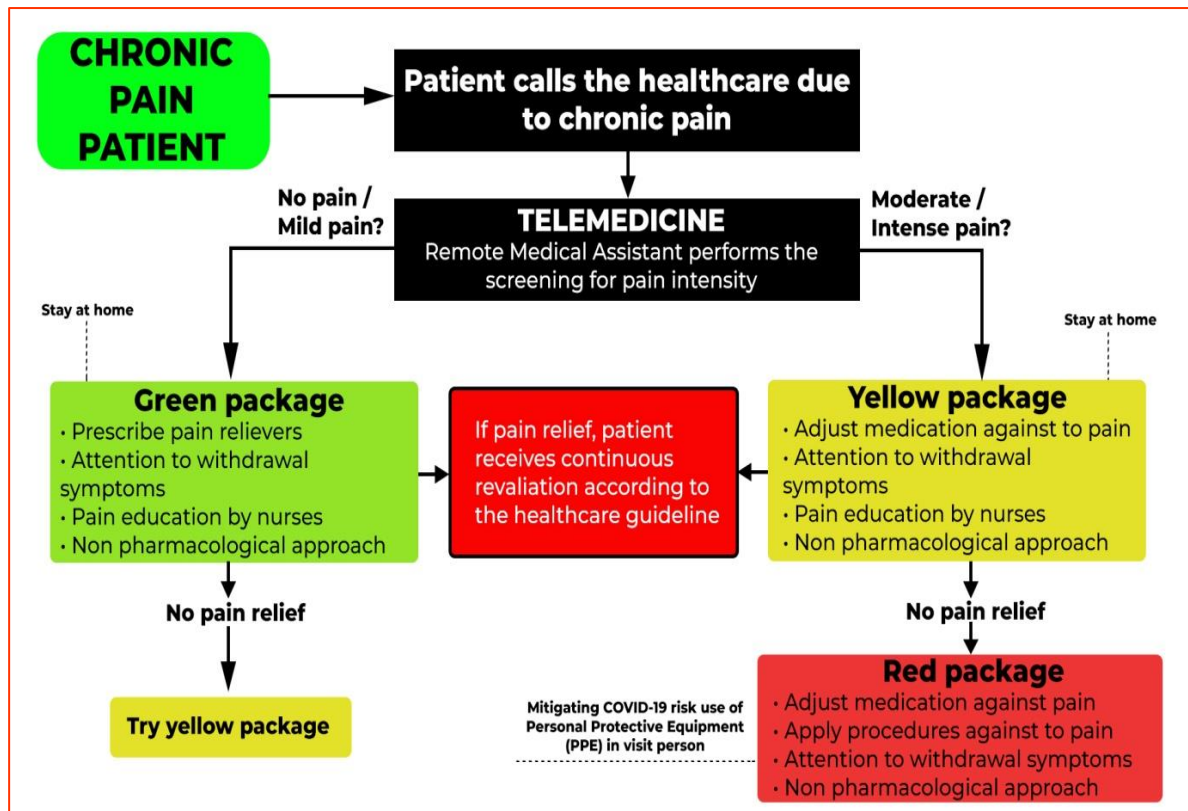 CHRONIC
PAIN
PATIENT
Patient calls the healthcare due
to chronic pain
No pain /
Mild pain?
TELEMEDICINE
Remote Medical Assistant performs the
screening for pain intensity
Moderate /
Intense pain?
Stay at home
Stay at home
Green package
· Prescribe pain relievers
· Attention to withdrawal
symptoms
· Pain education by nurses
· Non pharmacological approach
If pain relief, patient
receives continuous
revaliation according to
the healthcare guideline
Yellow package
· Adjust medication against to pain
· Attention to withdrawal
symptoms
· Pain education by nurses
· Non pharmacological approach
No pain relief
No pain relief
Try yellow package
Mitigating COVID-19 risk use of
Personal Protective Equipment
(PPE) in visit person
Red package
· Adjust medication against pain
· Apply procedures against to pain
· Attention to withdrawal symptoms
· Non pharmacological approach